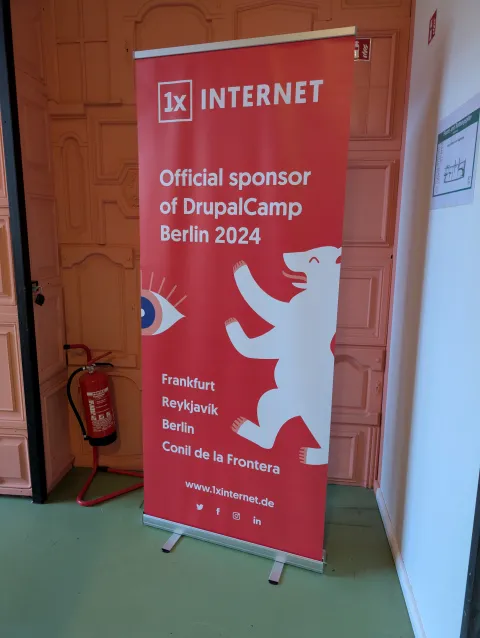 1x INTERNET
Official sponsor
of DrupalCamp
Berlin 2024
Frankfurt
Reykjavík
Berlin
Conil de la Frontera
www.1xinternet.de